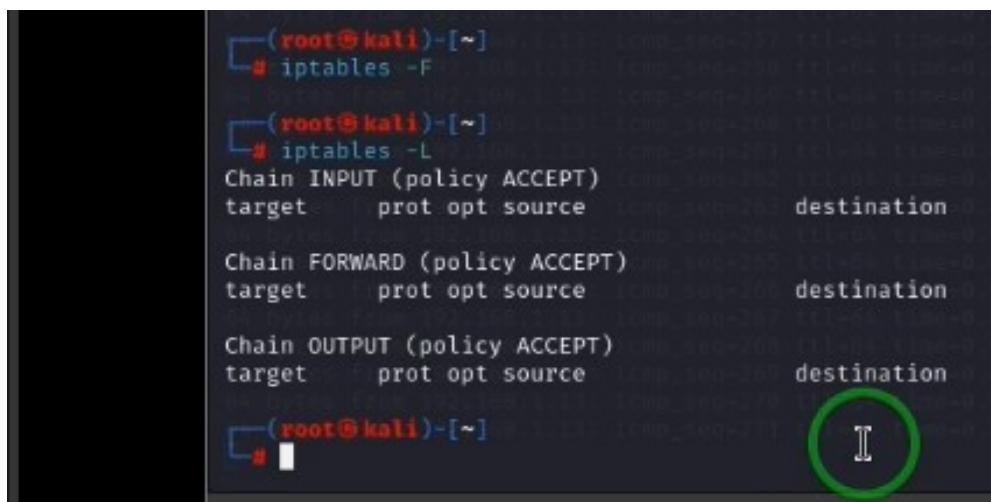 (root㉿kali)-[~]
# iptables -F
(root㉿kali)-[~]
# iptables -L
Chain INPUT (policy ACCEPT)
target prot opt source destination
Chain FORWARD (policy ACCEPT)
target prot opt source destination
Chain OUTPUT (policy ACCEPT)
target prot opt source destination
(root㉿kali)-[~]
#